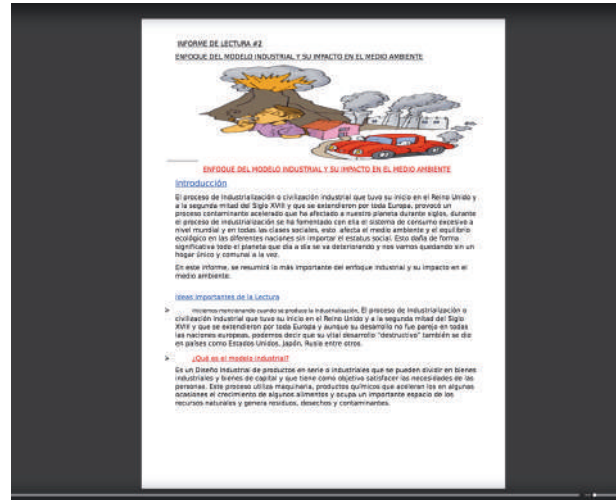 INFORME DE LECTURA #2
ENFOQUE DEL MODELO INDUSTRIAL Y SU IMPACTO EN EL MEDIO AMBIENTE
ENFOQUE DEL MODELO INDUSTRIAL Y SU IMPACTO EN EL MEDIO AMBIENTE
Introducción
El proceso de Industrialización o civilización industrial que tuvo su inicio en el Reino Unido y
a la segunda mitad del Siglo XVIII y que se extendieron por toda Europa, provocó un
proceso contaminante acelerado que ha afectado a nuestro planeta durante siglos, durante
el proceso de industrialización se ha fomentado con ella el sistema de consumo excesivo a
nivel mundial y en todas las clases sociales, esto afecta el medio ambiente y el equilibrio
ecológico en las diferentes naciones sin importar el estatus social. Esto daña de forma
significativa todo el planeta que día a día se va deteriorando y nos vamos quedando sin un
hogar único y comunal a la vez.
En este informe, se resumirá lo más importante del enfoque industrial y su impacto en el
medio ambiente.
Ideas Importantes de la Lectura
➢ Iniciamos mencionando cuando se produce la industrialización. El proceso de Industrialización o
civilización Industrial que tuvo su inicio en el Reino Unido y a la segunda mitad del Siglo
XVIII y que se extendieron por toda Europa y aunque su desarrollo no fue parejo en todas
las naciones europeas, podemos decir que su vital desarrollo "destructivo" también se dio
en países como Estados Unidos, Japón, Rusia entre otros.
➢ ¿Qué es el modelo industrial?
Es un Diseño Industrial de productos en serie o industriales que se pueden dividir en bienes
industriales y bienes de capital y que tiene como objetivo satisfacer las necesidades de las
personas. Este proceso utiliza maquinaria, productos químicos que aceleran los en algunos
ocasiones el crecimiento de algunos alimentos y ocupa un importante espacio de los
recursos naturales y genera residuos, desechos y contaminantes.